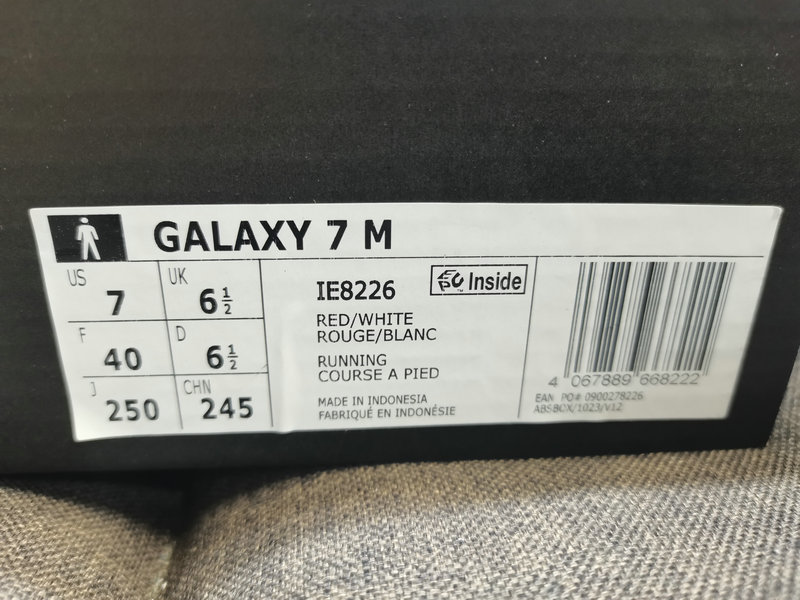 GALAXY 7 M
US 7
UK 6½
F 40
D 6½
J 250
CHN 245
IE8226
Inside
RED/WHITE
ROUGE/BLANC
RUNNING
COURSE A PIED
MADE IN INDONESIA
FABRIQUÉ EN INDONÉSIE
4 067889 668222
EAN PO# 0900278226
ABSBOX/1023/V12